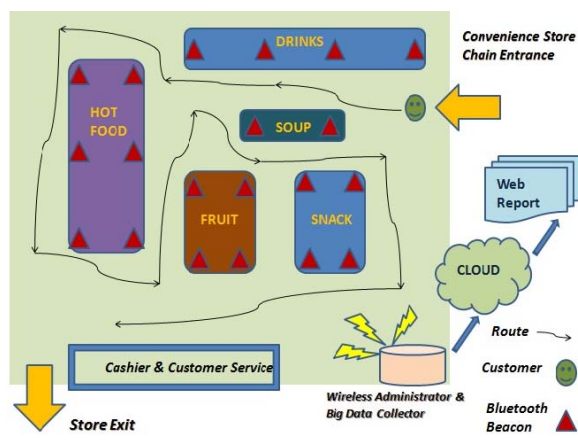 DRINKS
Convenience Store
Chain Entrance
HOT
FOOD
SOUP
Web
Report
FRUIT
SNACK
CLOUD
Route
Cashier & Customer Service
Customer
Wireless Administrator &
Big Data Collector
Store Exit
Bluetooth
Beacon